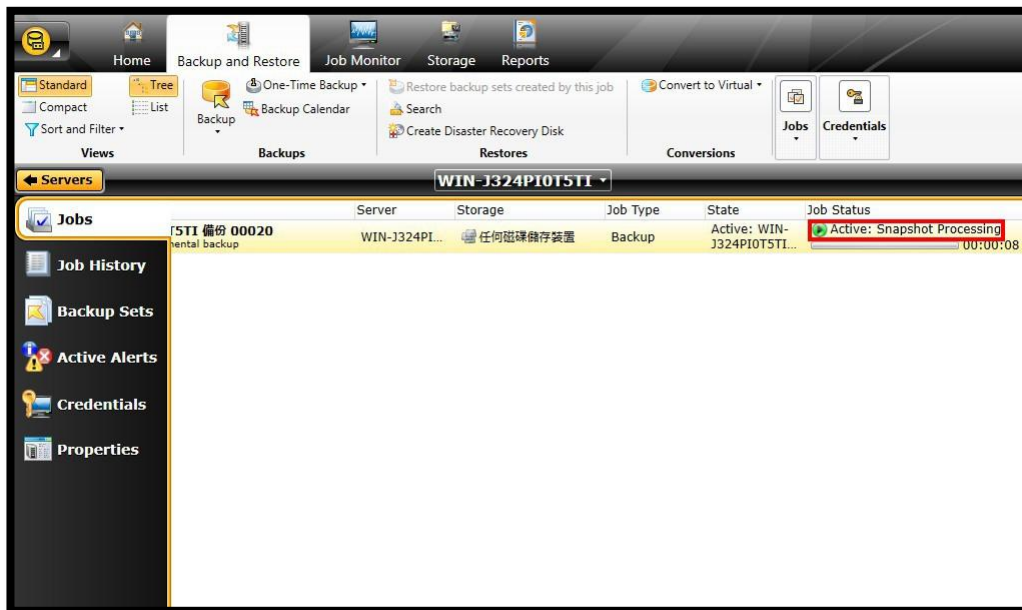 Home Backup and Restore Job Monitor Storage Reports
Standard Tree
Compact List
Sort and Filter
Views
Backup
One-Time Backup
Backup Calendar
Backups
Restore backup sets created by this job
Search
Create Disaster Recovery Disk
Restores
Convert to Virtual
Conversions
Jobs
Credentials
Servers
WIN-J324PI0T5TI
Jobs
Job History
Backup Sets
Active Alerts
Credentials
Properties
Server Storage Job Type State Job Status
T5TI 備份 00020
mental backup
WIN-J324PI...
任何磁碟儲存裝置
Backup
Active: WIN-
J324PI0T5TI...
Active: Snapshot Processing
00:00:08